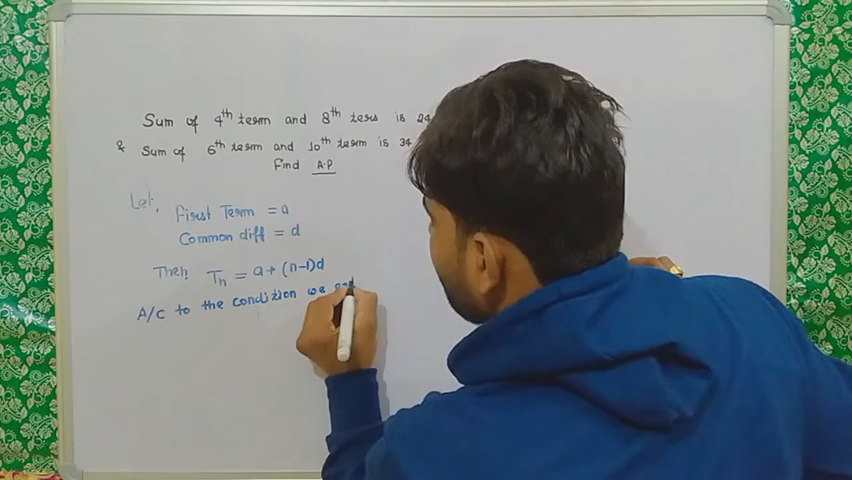 Sum of 4th term and 8th ters is 24
& Sum of 6th term and 10th term is 34
Find A.P
Let,
First Term = a
Common diff = d
Then, Tn = a + (n-1)d
A/C to the condition we